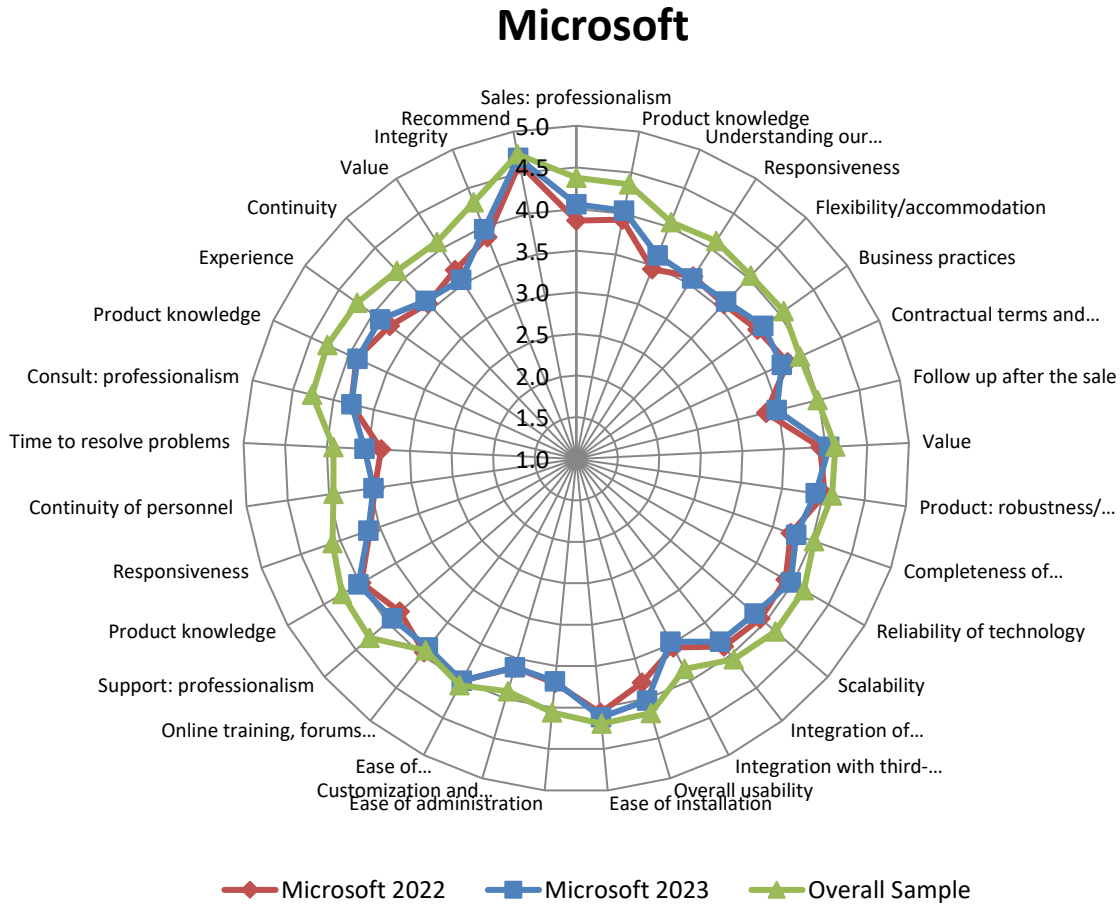 Microsoft
Sales: professionalism
Product knowledge
Understanding our...
Responsiveness
Flexibility/accommodation
Business practices
Contractual terms and...
Follow up after the sale
Value
Product: robustness/...
Completeness of...
Reliability of technology
Scalability
Integration of...
Integration with third-...
Overall usability
Ease of installation
Ease of administration
Customization and...
Ease of...
Online training, forums...
Support: professionalism
Product knowledge
Responsiveness
Continuity of personnel
Time to resolve problems
Consult: professionalism
Product knowledge
Experience
Continuity
Value
Integrity
Recommend
5.0
4.5
4.0
3.5
3.0
2.5
2.0
1.5
1.0
Microsoft 2022
Microsoft 2023
Overall Sample